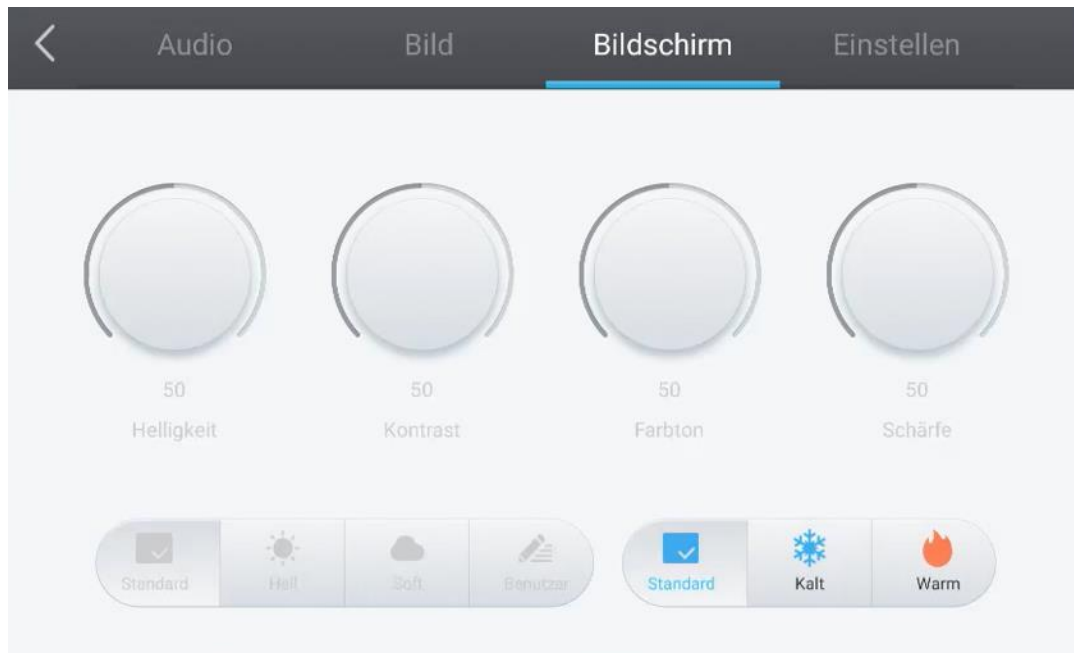 Audio Bild Bildschirm Einstellen
50 50 50 50
Helligkeit Kontrast Farbton Schärfe
Standard Hell Soft Benutzer Standard Kalt Warm